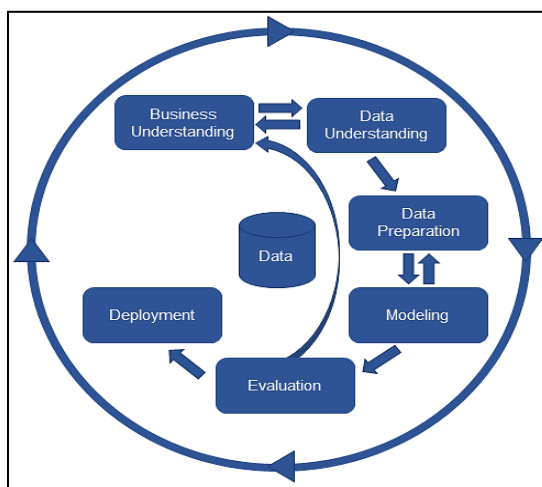 Business
Understanding
Data
Understanding
Data
Preparation
Data
Deployment
Modeling
Evaluation